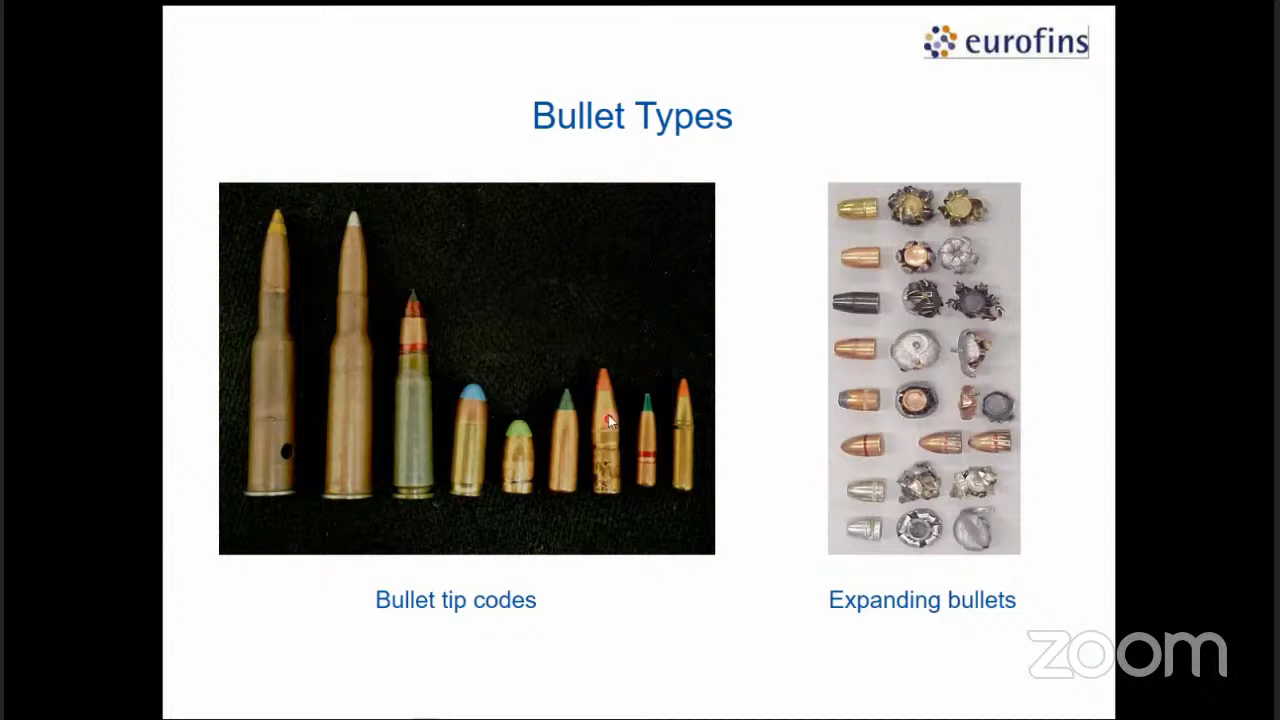 eurofins
Bullet Types
Bullet tip codes
Expanding bullets
zoom